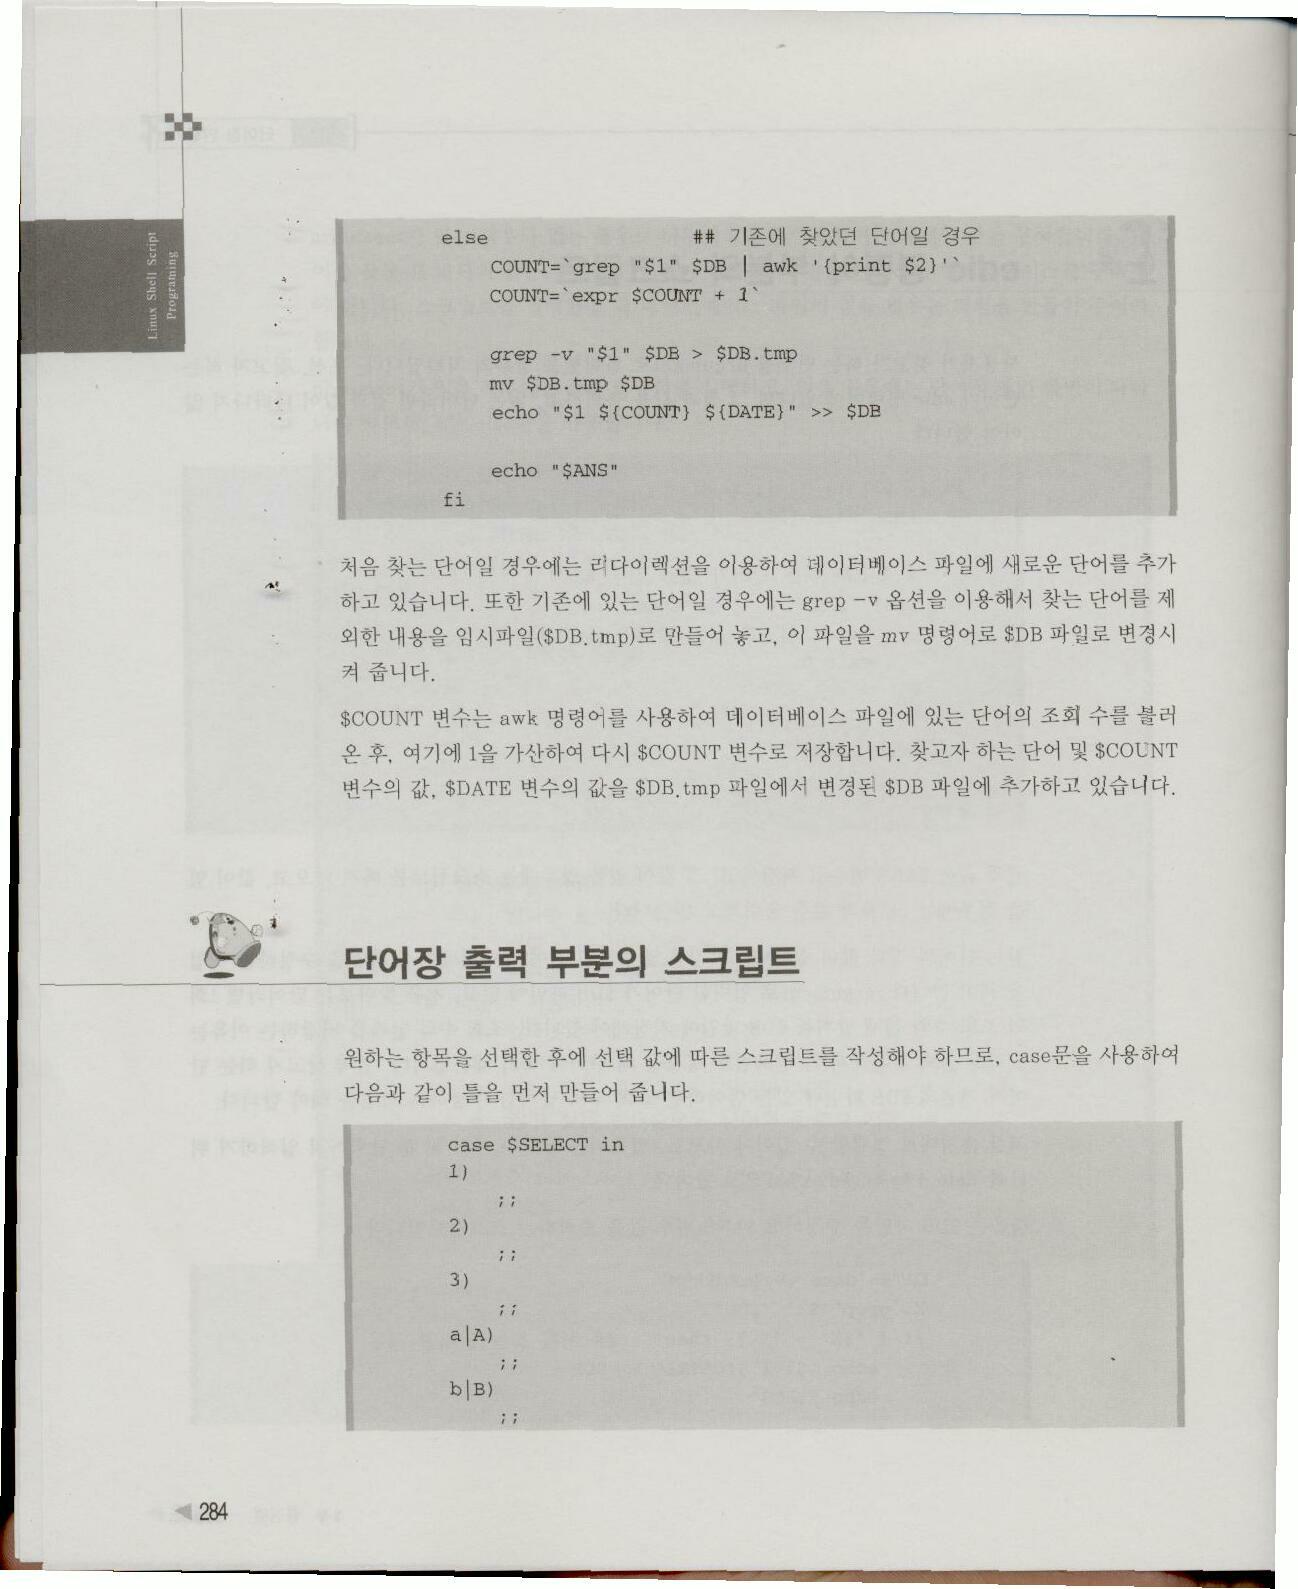 Linux Shell Script
Programing
else ## 기존에 찾았던 단어일 경우
COUNT=`grep "$1" $DB | awk '{print $2}'`
COUNT=`expr $COUNT + 1`
grep -v "$1" $DB > $DB.tmp
mv $DB.tmp $DB
echo "$1 ${COUNT} ${DATE}" >> $DB
echo "$ANS"
fi
처음 찾는 단어일 경우에는 리다이렉션을 이용하여 데이터베이스 파일에 새로운 단어를 추가
하고 있습니다. 또한 기존에 있는 단어일 경우에는 grep -v 옵션을 이용해서 찾는 단어를 제
외한 내용을 임시파일($DB.tmp)로 만들어 놓고, 이 파일을 mv 명령어로 $DB 파일로 변경시
켜 줍니다.
$COUNT 변수는 awk 명령어를 사용하여 데이터베이스 파일에 있는 단어의 조회 수를 불러
온 후, 여기에 1을 가산하여 다시 $COUNT 변수로 저장합니다. 찾고자 하는 단어 및 $COUNT
변수의 값, $DATE 변수의 값을 $DB.tmp 파일에서 변경된 $DB 파일에 추가하고 있습니다.
단어장 출력 부분의 스크립트
원하는 항목을 선택한 후에 선택 값에 따른 스크립트를 작성해야 하므로, case문을 사용하여
다음과 같이 틀을 먼저 만들어 줍니다.
case $SELECT in
1)
;;
2)
;;
3)
;;
a|A)
;;
b|B)
;;
284